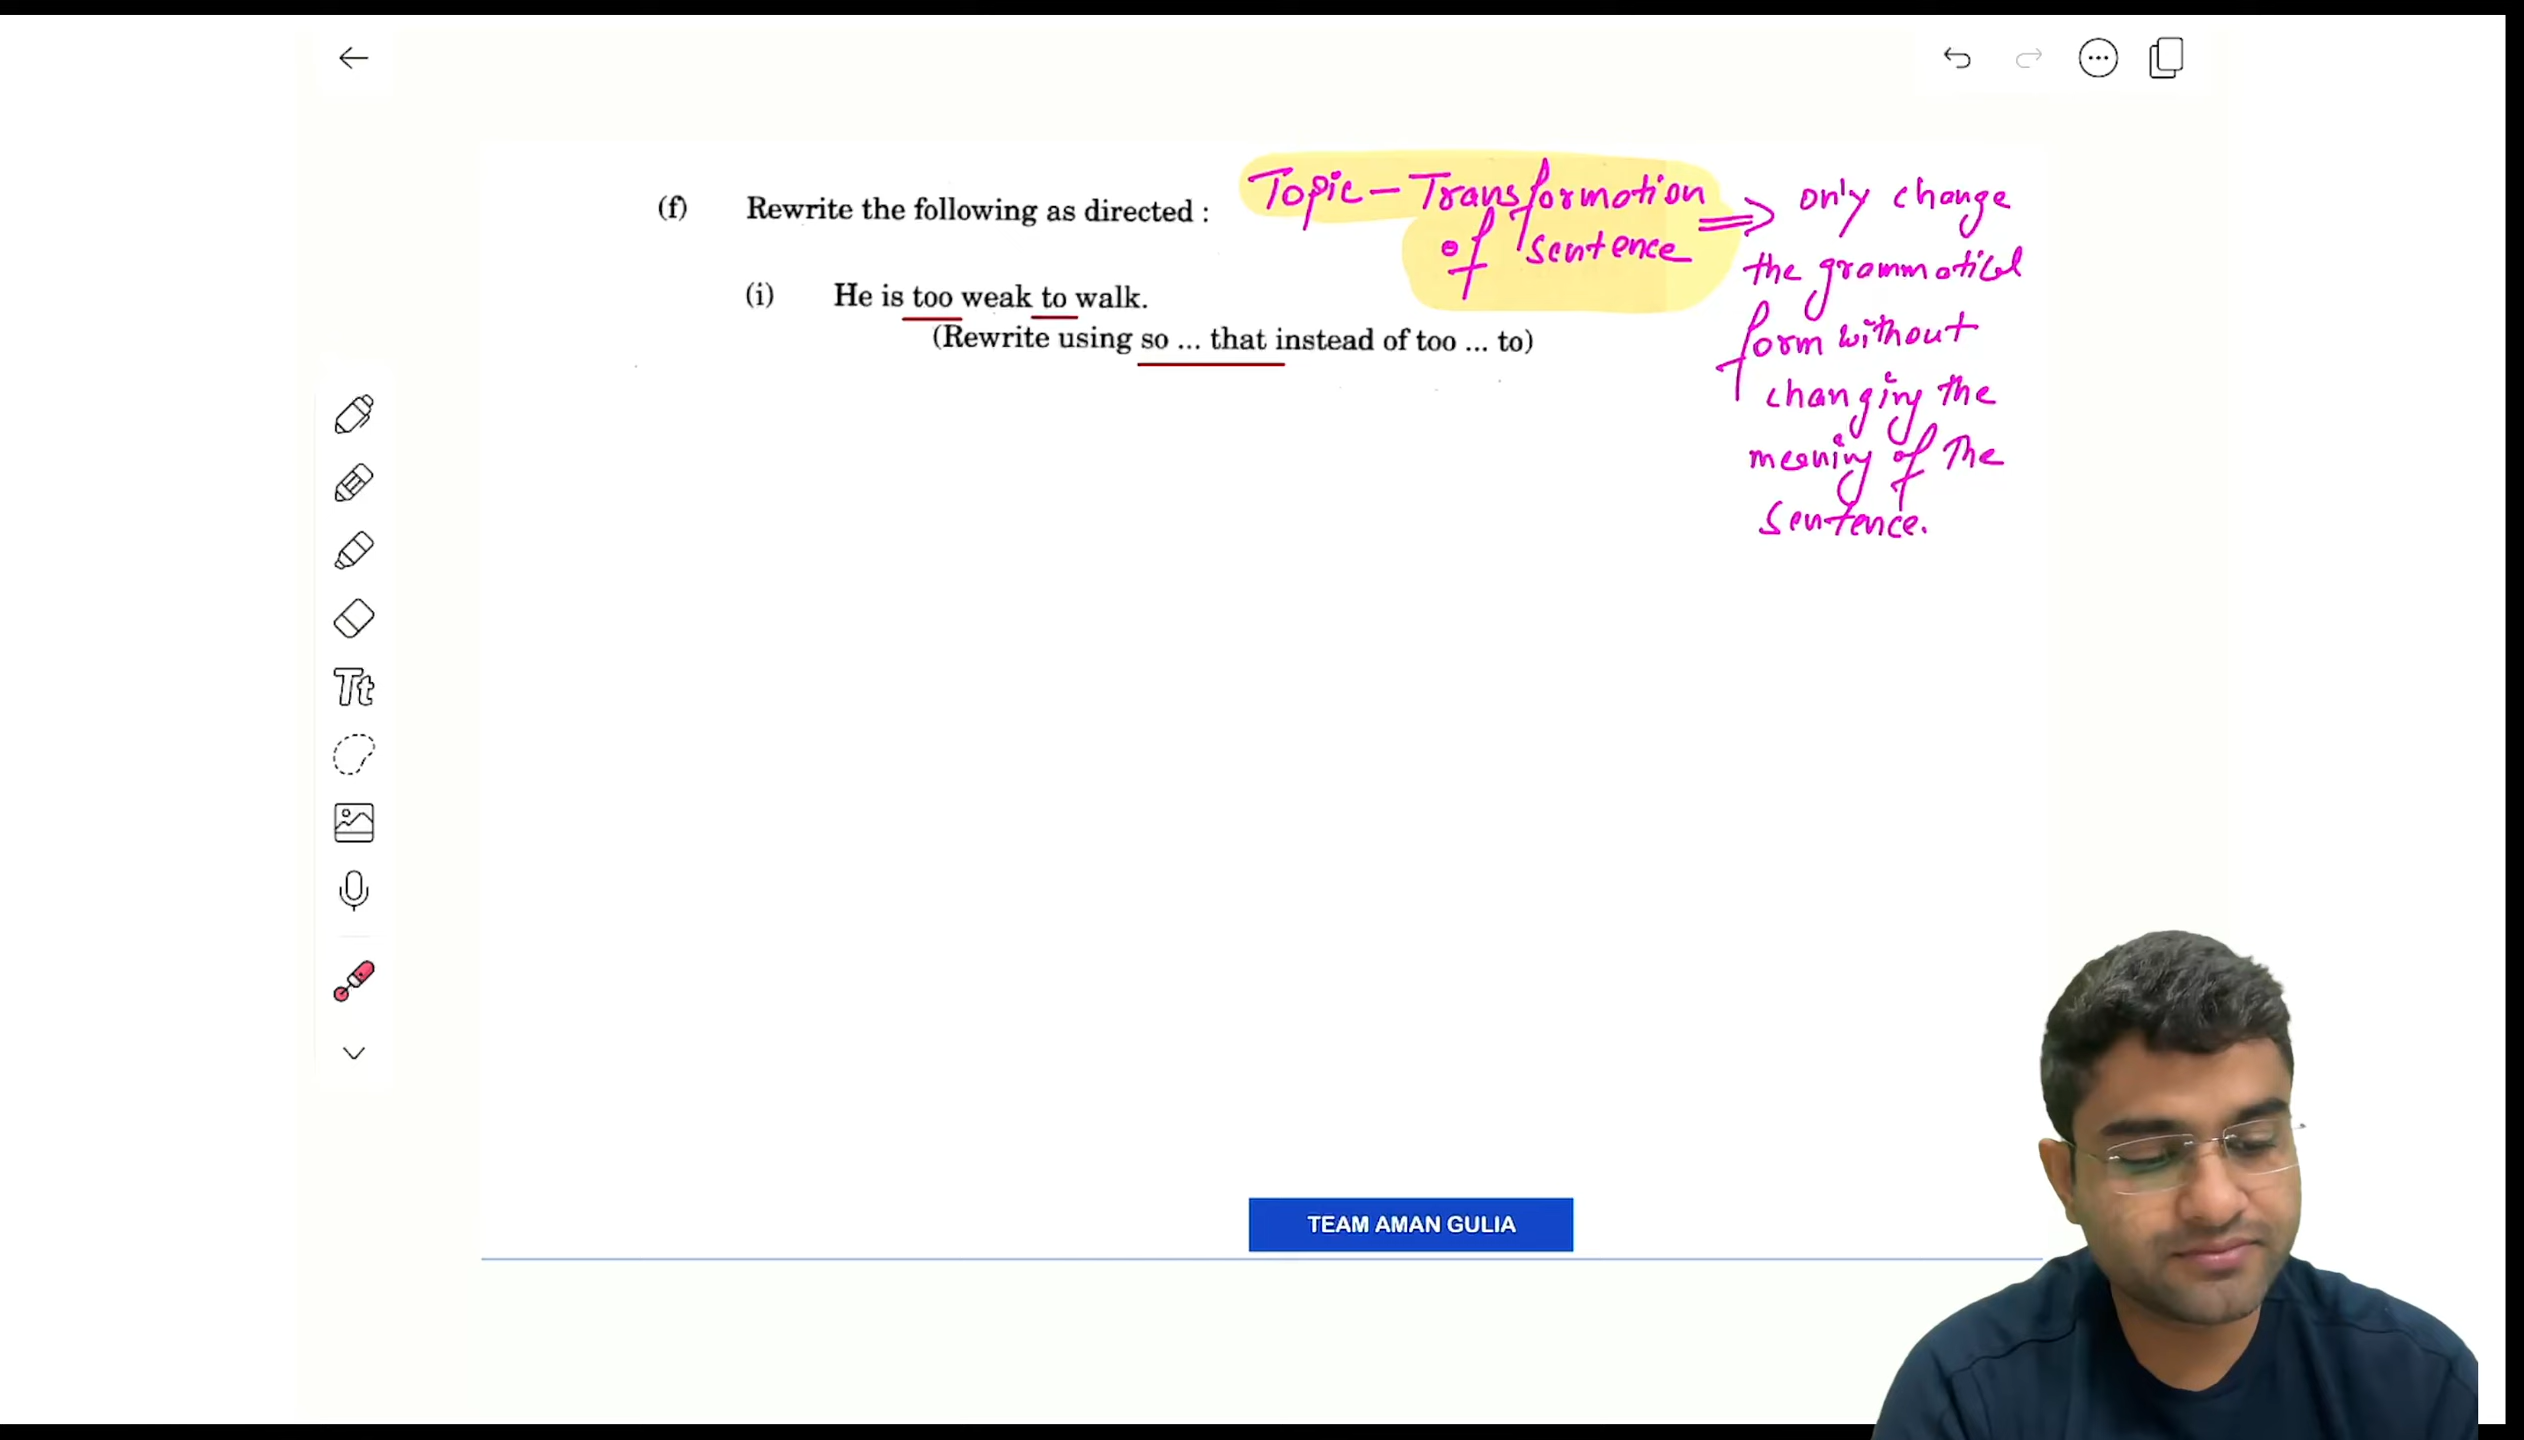 (f) Rewrite the following as directed :
(i) He is too weak to walk.
(Rewrite using so ... that instead of too ... to)
Topic - Transformation
of sentence
⇒ only change
the grammatical
form without
changing the
meaning of the
sentence.
Tt
TEAM AMAN GULIA